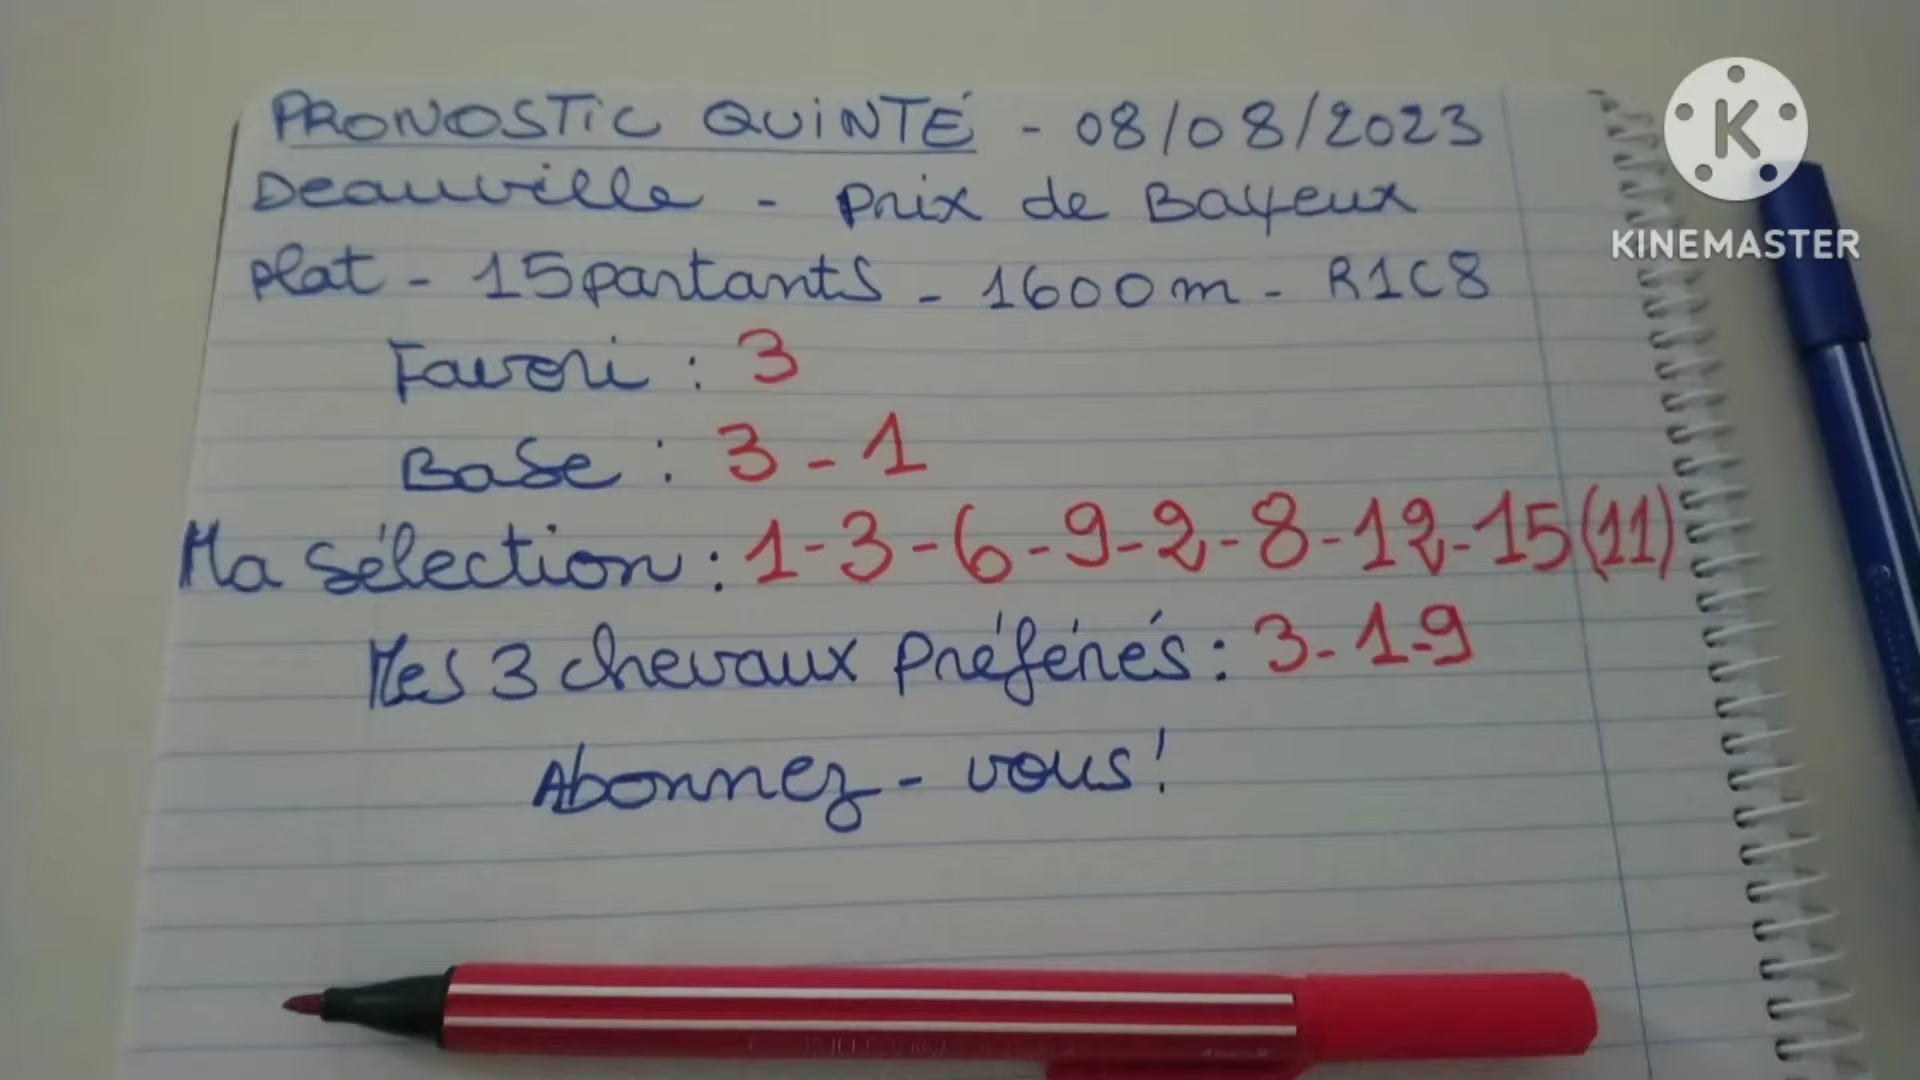 PRONOSTIC QUINTÉ - 08/08/2023
Deauville - Prix de Bayeux
Plat - 15 partants - 1600m - R1C8
Favori : 3
Base : 3 - 1
Ma sélection : 1-3-6-9-2-8-12-15(11)
Mes 3 chevaux préférés : 3-1-9
Abonnez-vous!
K
KINEMASTER